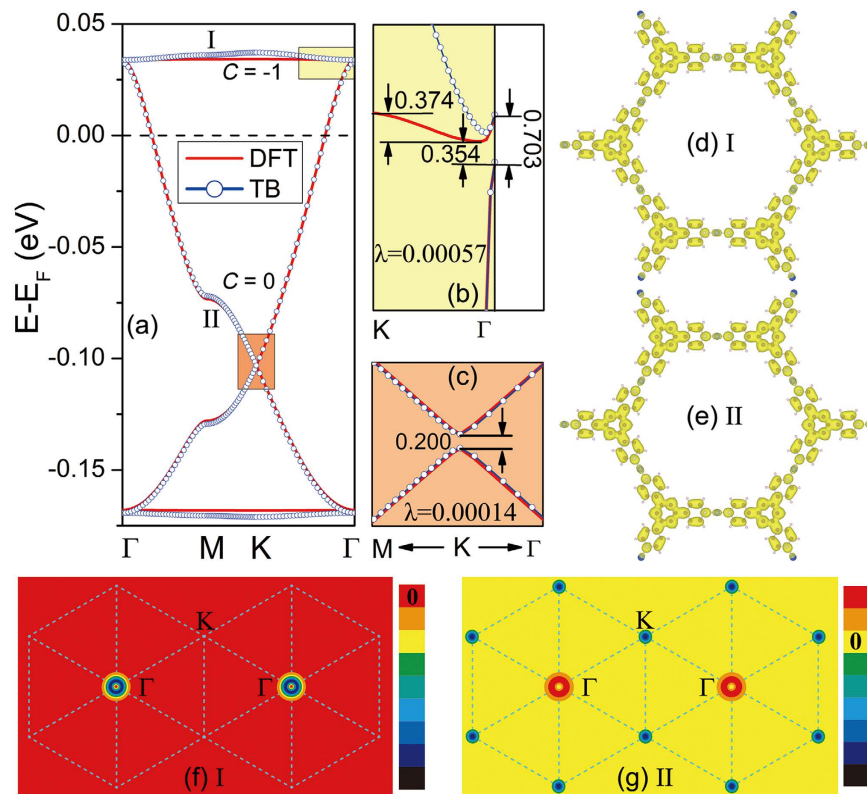 0.05
0.00
-0.05
-0.10
-0.15
E-E_F (eV)
I
C = -1
DFT
TB
C = 0
(a)
II
Γ M K Γ
0.374
0.354
0.703
λ=0.00057
(b)
K Γ
(c)
0.200
λ=0.00014
M ← K → Γ
(d) I
(e) II
K
Γ Γ
(f) I
0
K
Γ Γ
(g) II
0